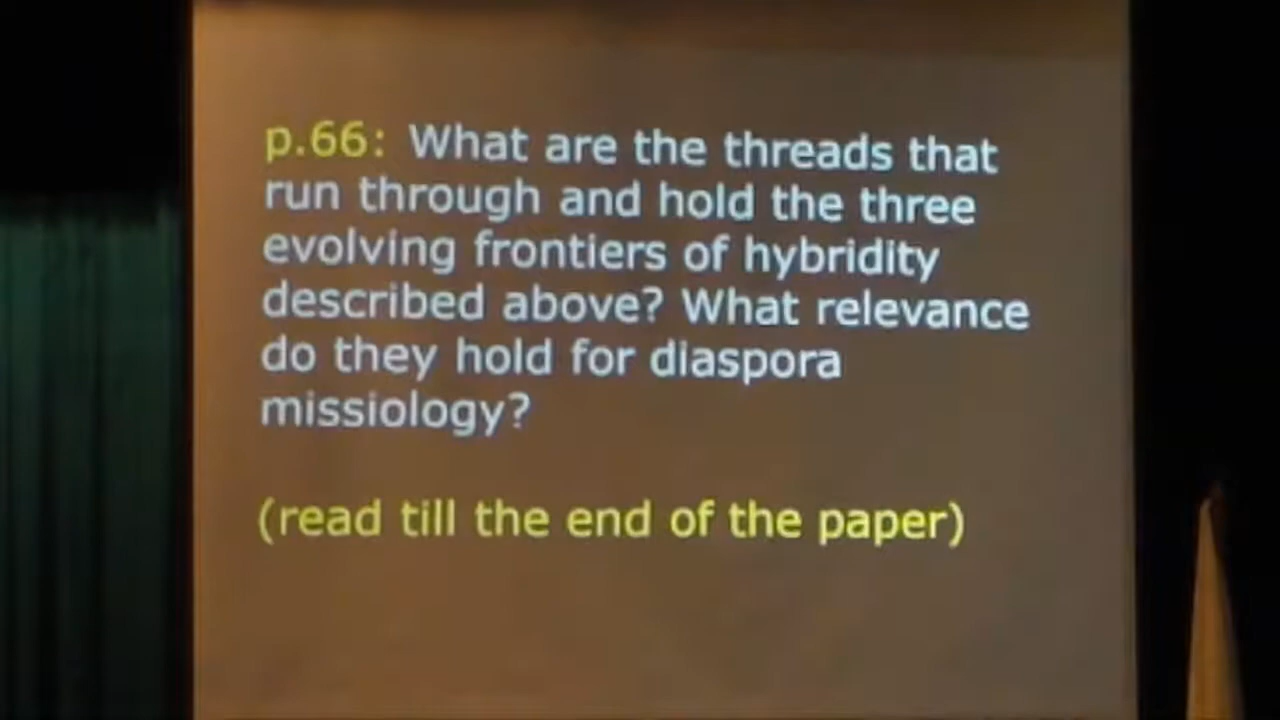 p.66: What are the threads that
run through and hold the three
evolving frontiers of hybridity
described above? What relevance
do they hold for diaspora
missiology?
(read till the end of the paper)